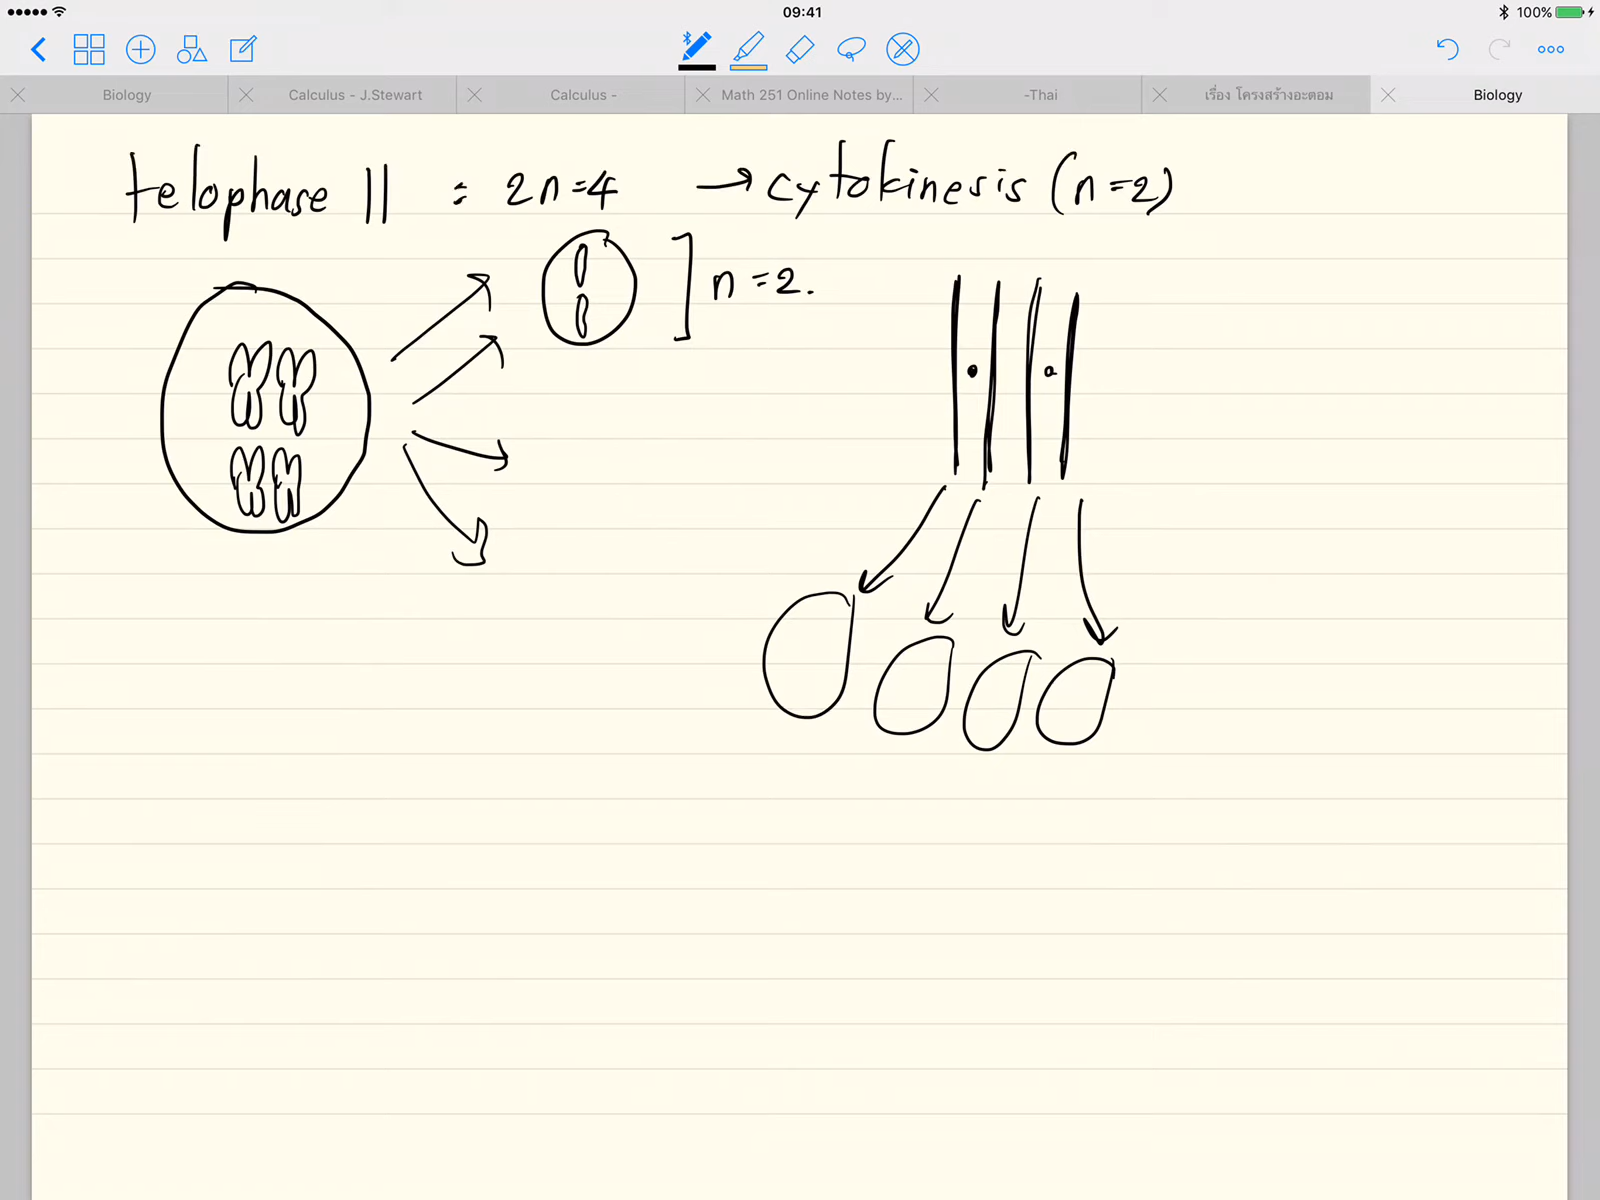 09:41
100%
Biology
Calculus - J.Stewart
Calculus -
Math 251 Online Notes by...
-Thai
เรื่อง โครงสร้างอะตอม
Biology
telophase II : 2n=4 → cytokinesis (n=2)
n=2.